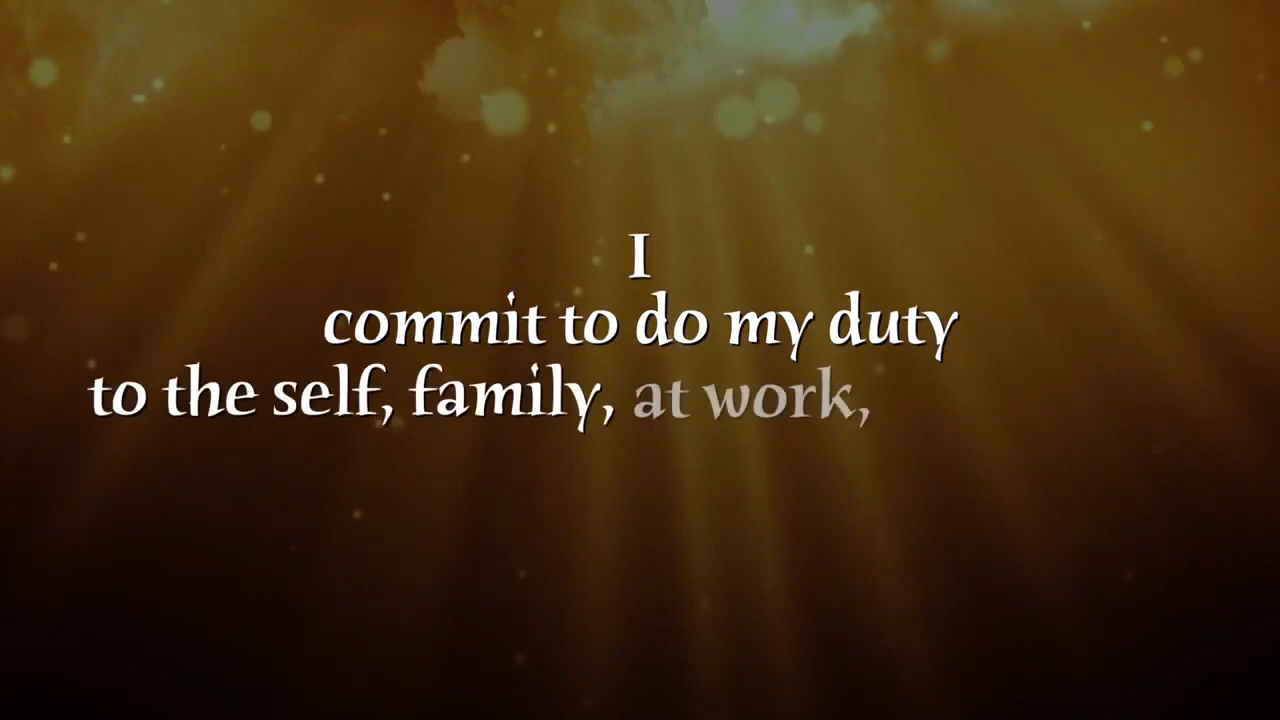 I
commit to do my duty
to the self, family, at work,